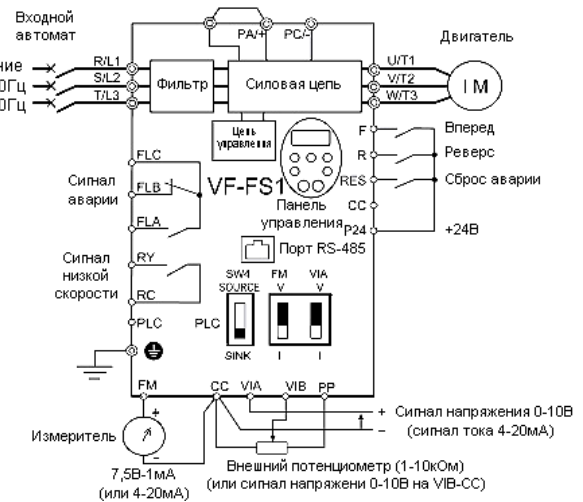 Входной
автомат
PA/+ PC/-
Двигатель
R/L1
S/L2
T/L3
Фильтр
Силовая цепь
U/T1
V/T2
W/T3
I M
Цепь
управления
F
Вперед
R
Реверс
RES
Сброс аварии
CC
P24
+24В
FLC
FLB
FLA
Сигнал
аварии
VF-FS1
Панель
управления
Порт RS-485
RY
RC
Сигнал
низкой
скорости
SW4 FM VIA
SOURCE V V
PLC PLC
SINK I I
FM CC VIA VIB PP
+
-
Измеритель
7,5В-1мА
(или 4-20мА)
+ Сигнал напряжения 0-10В
- (сигнал тока 4-20мА)
Внешний потенциометр (1-10кОм)
(или сигнал напряжени 0-10В на VIB-CC)